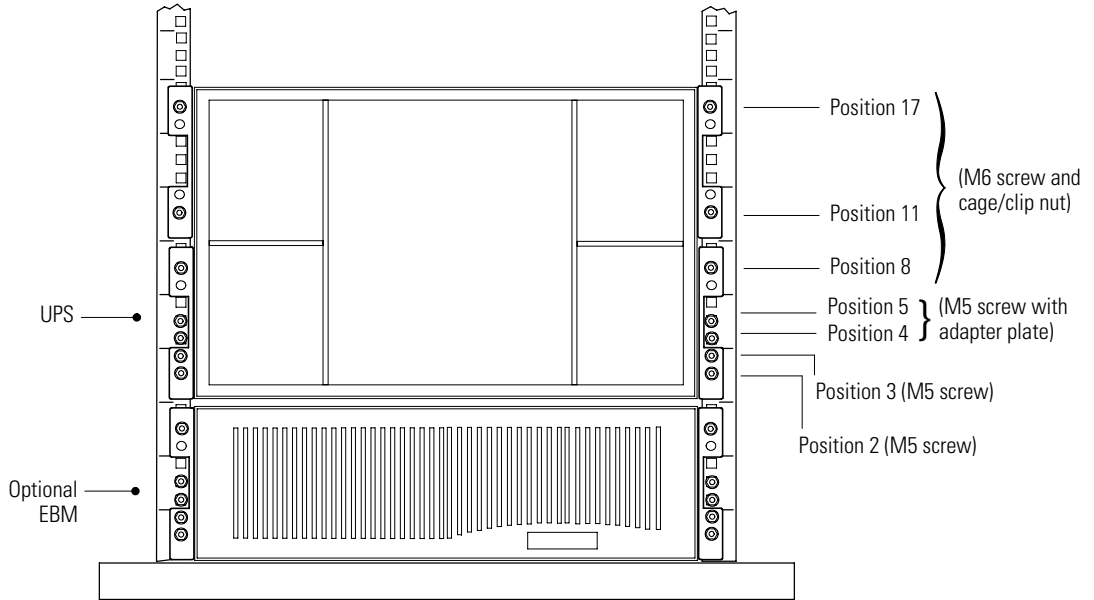 Position 17
(M6 screw and
cage/clip nut)
Position 11
Position 8
UPS
Position 5
(M5 screw with
Position 4
adapter plate)
Position 3 (M5 screw)
Position 2 (M5 screw)
Optional
EBM